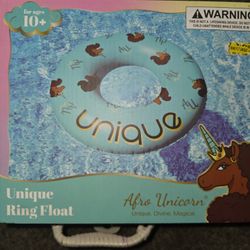 for ages
10+
WARNING
unique
Unique
Ring Float
Afro Unicorn®
Unique. Divine. Magical.